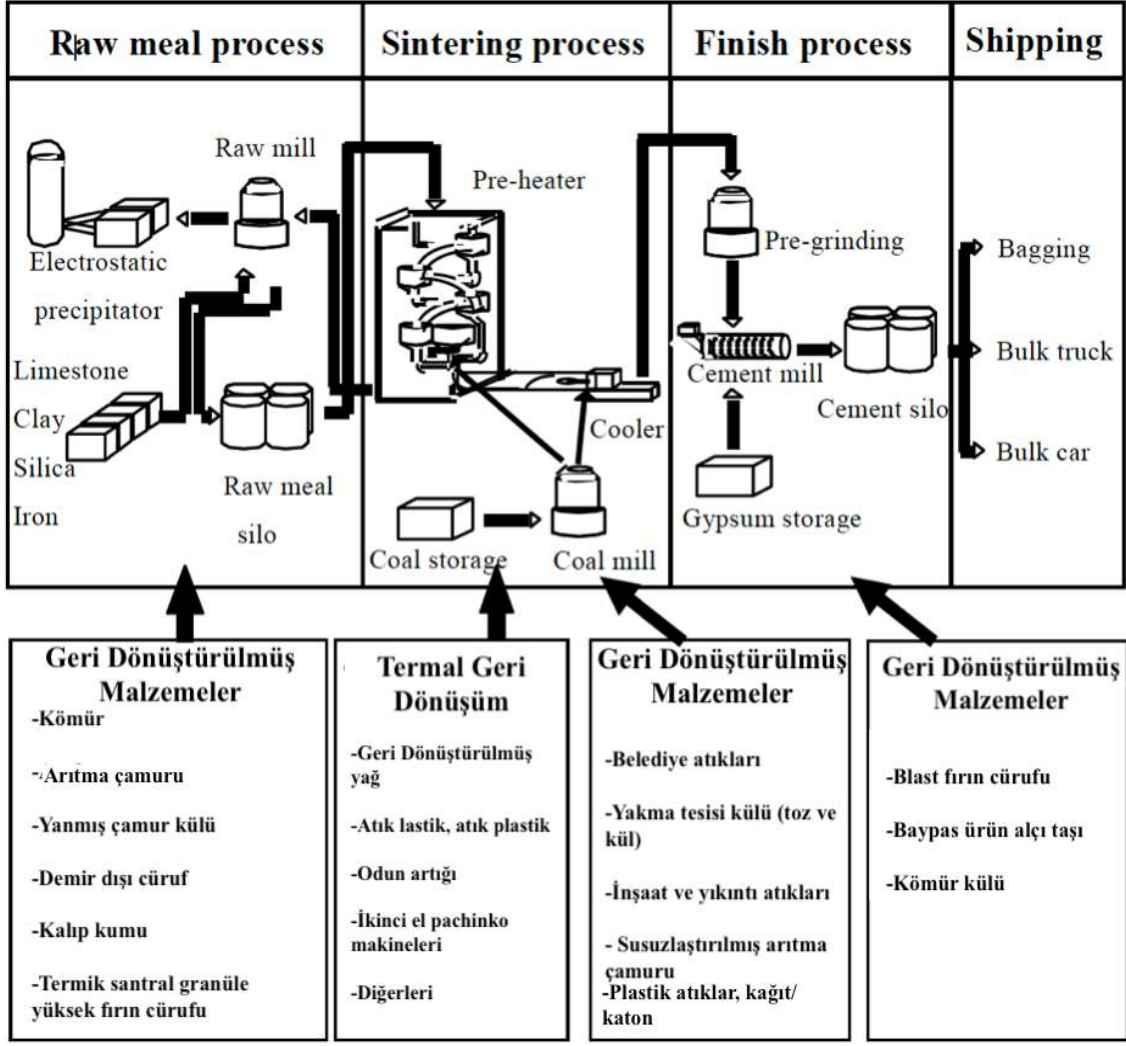 Raw meal process
Sintering process
Finish process
Shipping
Raw mill
Electrostatic
precipitator
Limestone
Clay
Silica
Iron
Raw meal
silo
Pre-heater
Cooler
Coal storage
Coal mill
Pre-grinding
Cement mill
Cement silo
Gypsum storage
Bagging
Bulk truck
Bulk car
Geri Dönüştürülmüş
Malzemeler
-Kömür
-Arıtma çamuru
-Yanmış çamur külü
-Demir dışı cüruf
-Kalıp kumu
-Termik santral granüle
yüksek fırın cürufu
Termal Geri
Dönüşüm
-Geri Dönüştürülmüş
yağ
-Atık lastik, atık plastik
-Odun artığı
-İkinci el pachinko
makineleri
-Diğerleri
Geri Dönüştürülmüş
Malzemeler
-Belediye atıkları
-Yakma tesisi külü (toz ve
kül)
-İnşaat ve yıkıntı atıkları
- Susuzlaştırılmış arıtma
çamuru
-Plastik atıklar, kağıt/
katon
Geri Dönüştürülmüş
Malzemeler
-Blast fırın cürufu
-Baypas ürün alçı taşı
-Kömür külü